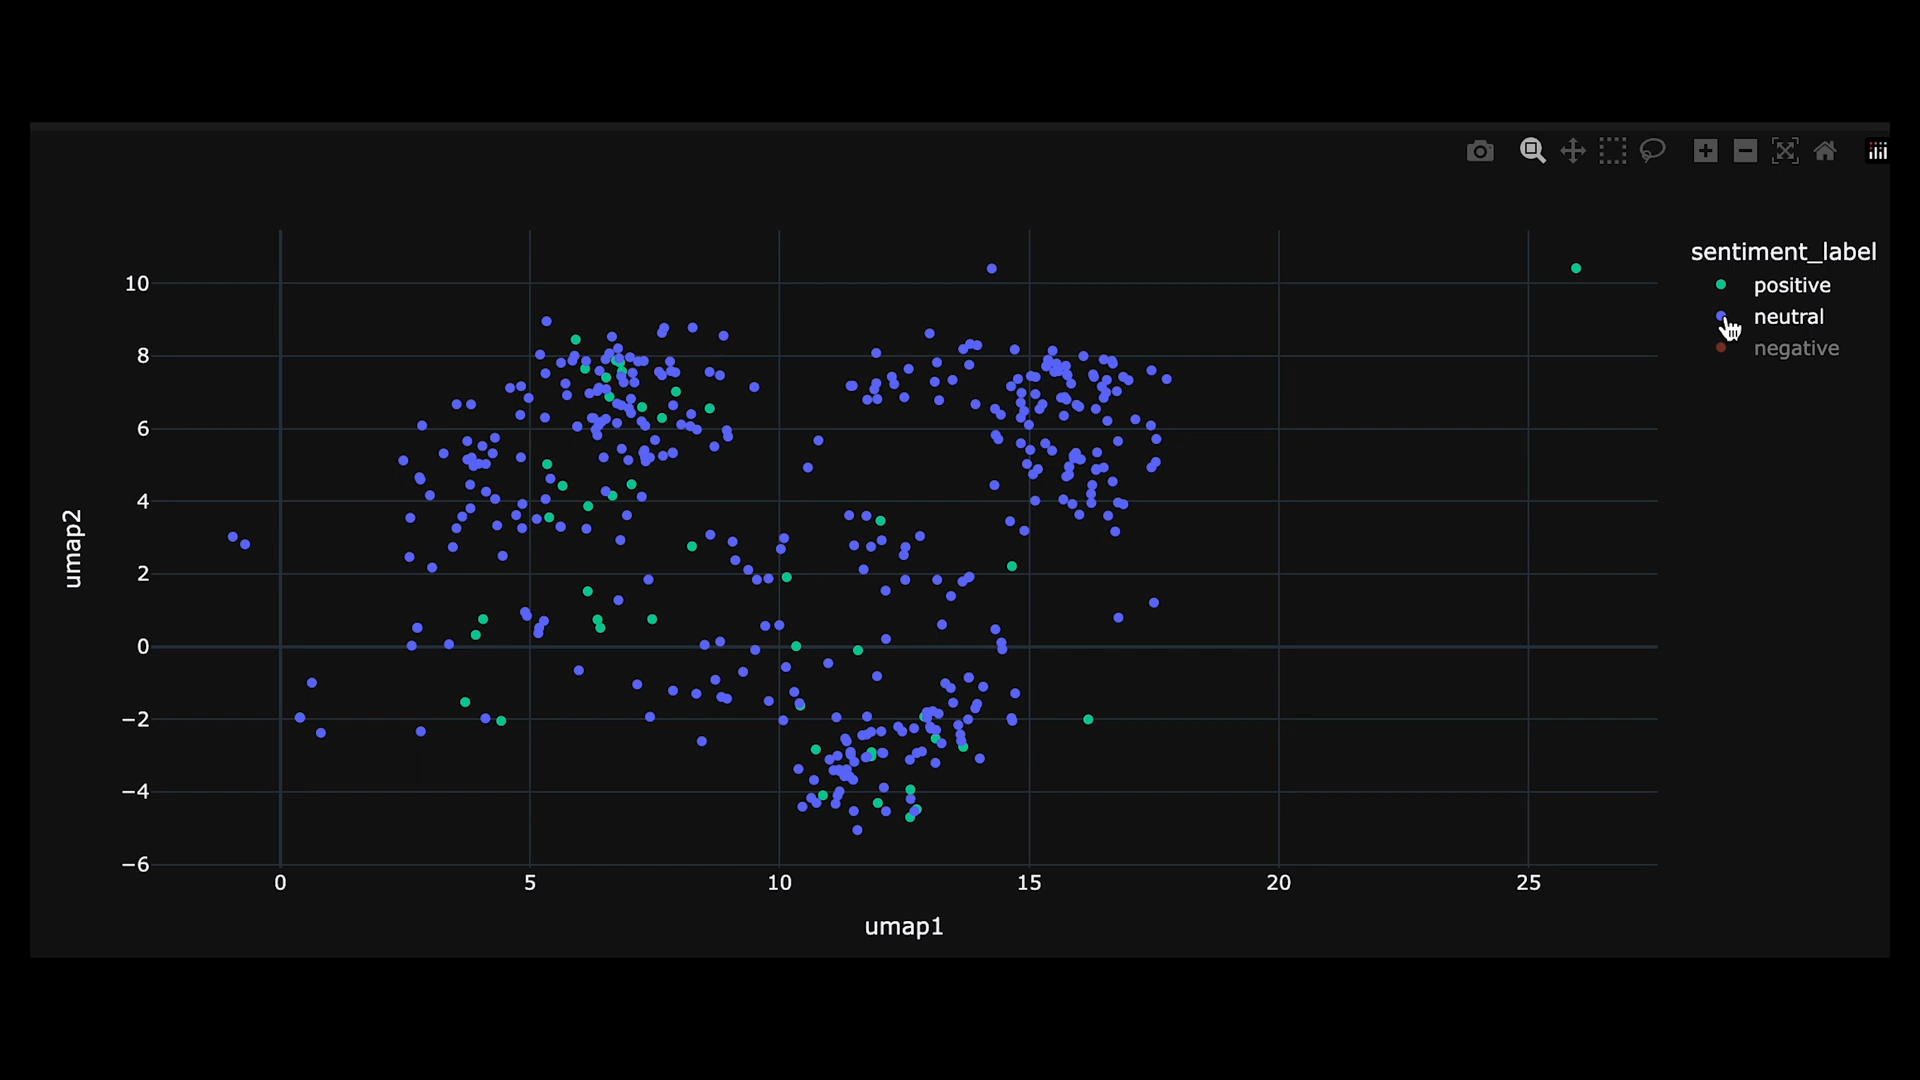 sentiment_label
positive
neutral
negative
10
8
6
4
2
0
−2
−4
−6
umap2
0 5 10 15 20 25
umap1